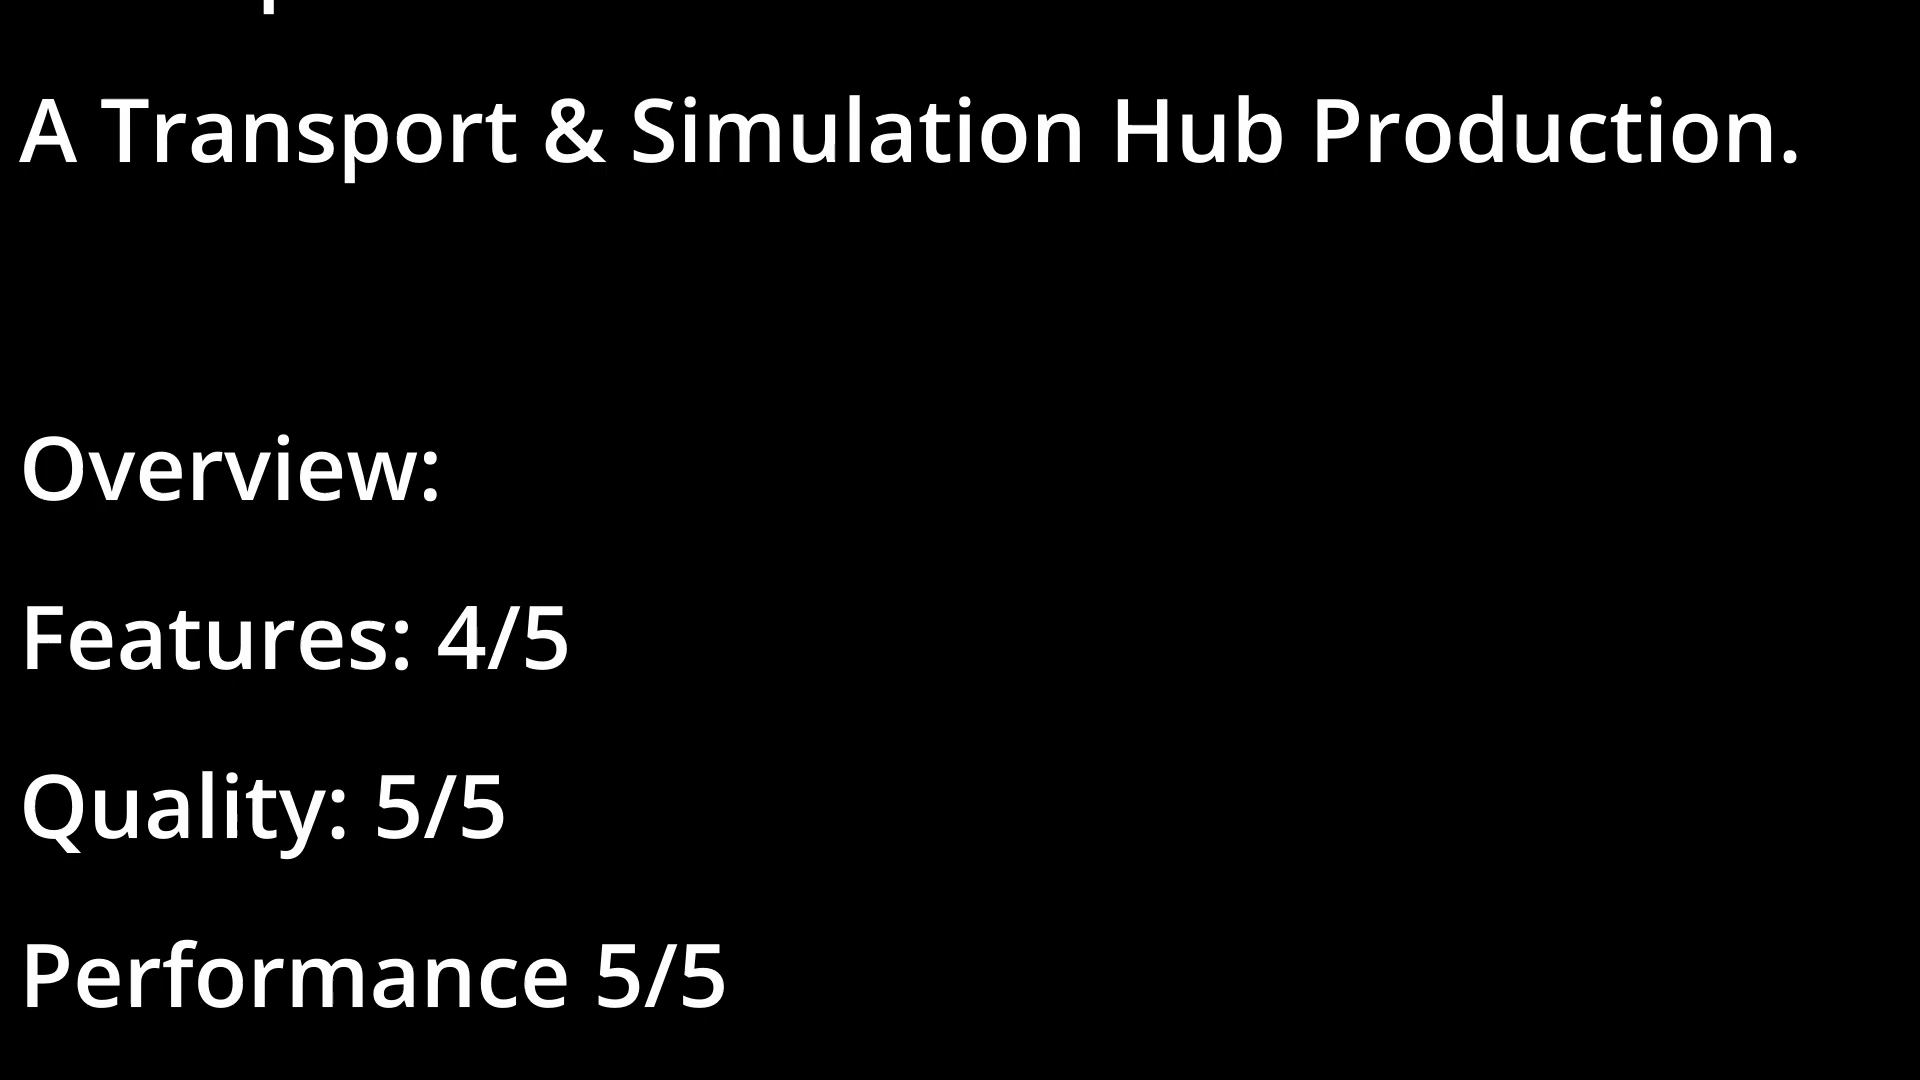 A Transport & Simulation Hub Production.
Overview:
Features: 4/5
Quality: 5/5
Performance 5/5